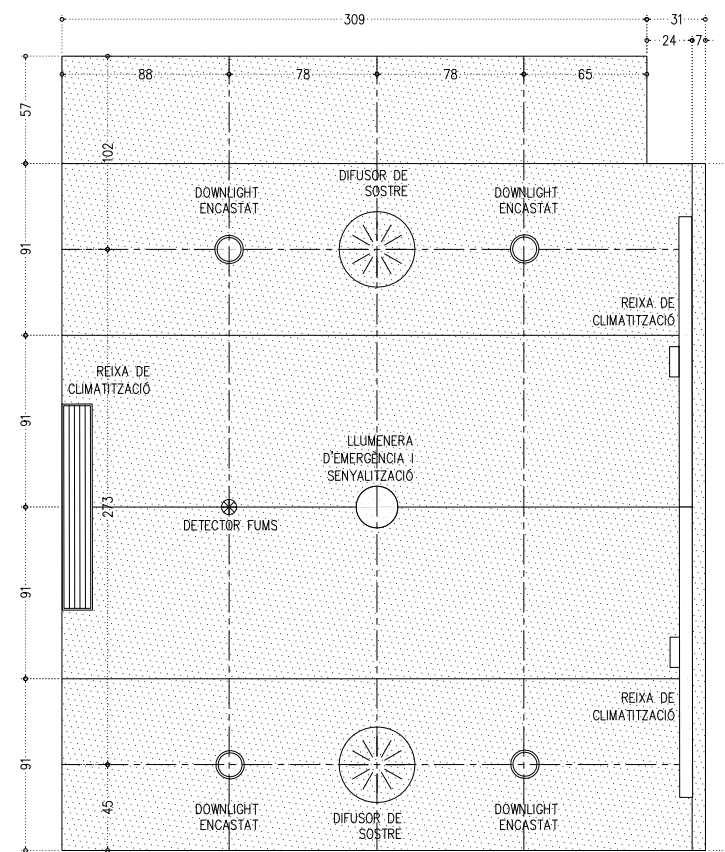 309
31
24
7
88
78
78
65
57
102
DOWNLIGHT
ENCASTAT
DIFUSOR DE
SOSTRE
DOWNLIGHT
ENCASTAT
91
REIXA DE
CLIMATITZACIÓ
REIXA DE
CLIMATITZACIÓ
91
LLUMENERA
D'EMERGÈNCIA I
SENYALITZACIÓ
273
DETECTOR FUMS
91
REIXA DE
CLIMATITZACIÓ
91
45
DOWNLIGHT
ENCASTAT
DIFUSOR DE
SOSTRE
DOWNLIGHT
ENCASTAT